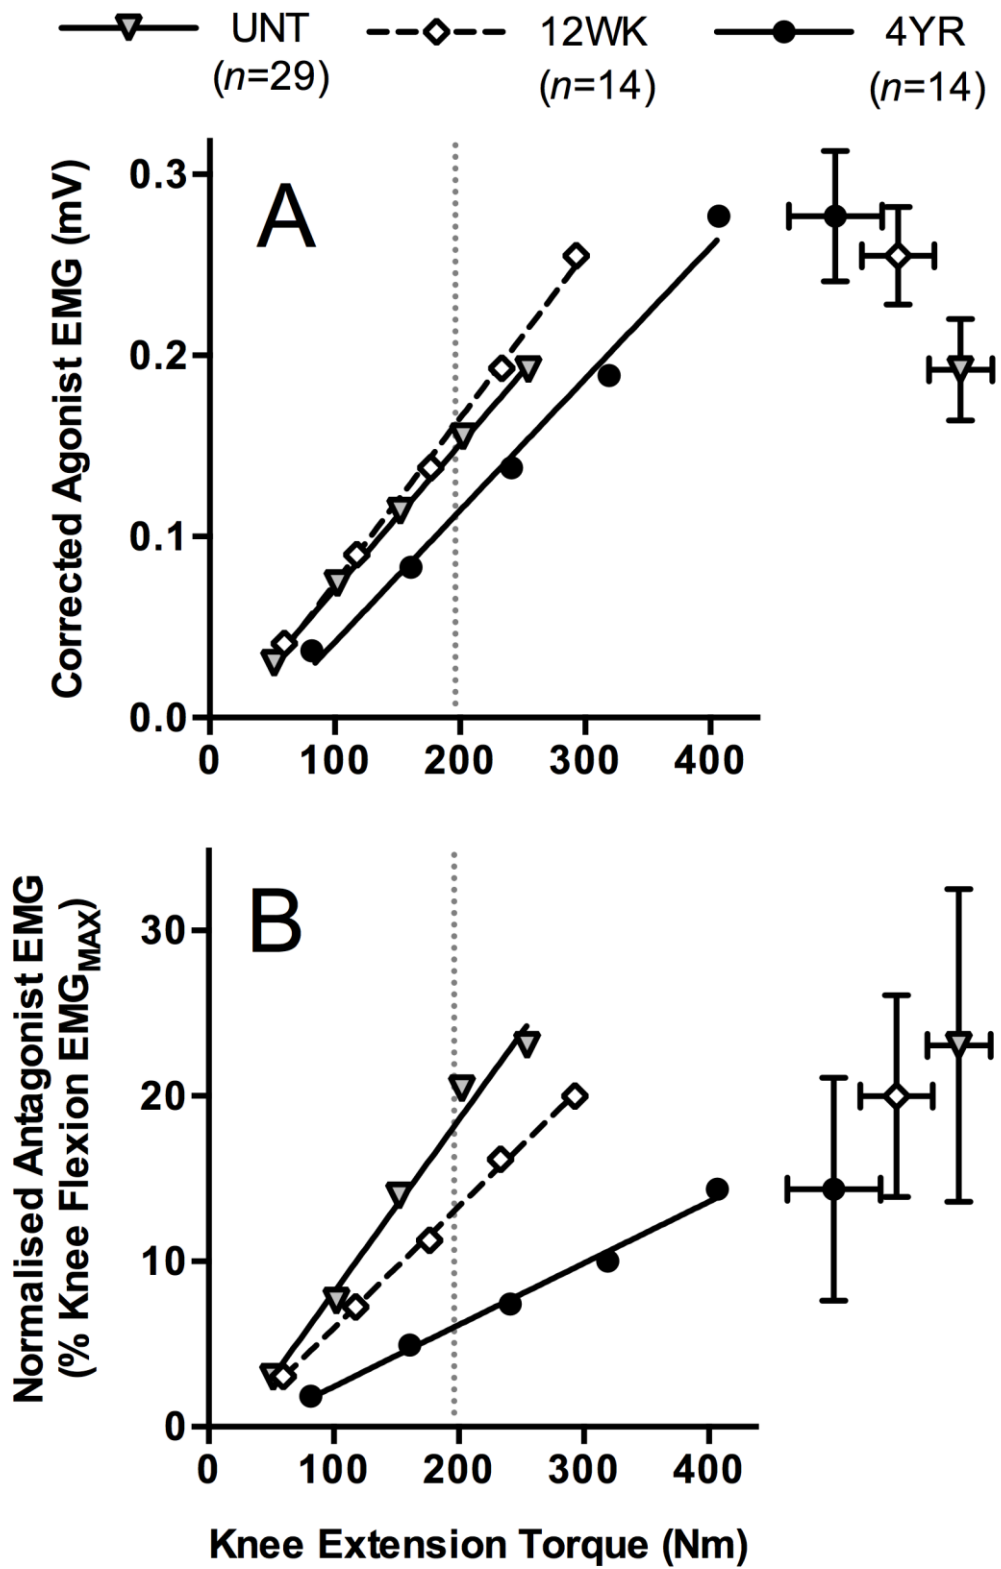 UNT 12WK 4YR
(n=29) (n=14) (n=14)
A
Corrected Agonist EMG (mV)
0.3
0.2
0.1
0.0
0 100 200 300 400
B
Normalised Antagonist EMG
(% Knee Flexion EMGMAX)
30
20
10
0
0 100 200 300 400
Knee Extension Torque (Nm)